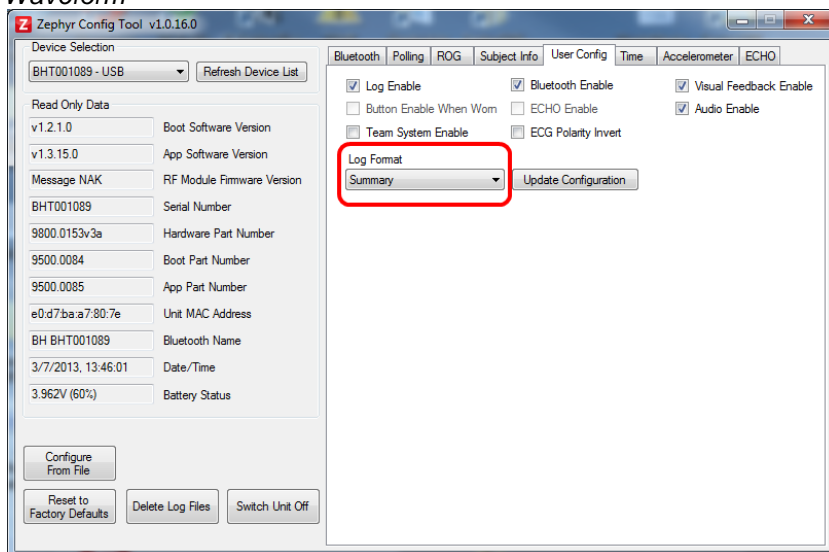 Waveform
Zephyr Config Tool v1.0.16.0
Device Selection
BHT001089 - USB
Refresh Device List
Read Only Data
v1.2.1.0 Boot Software Version
v1.3.15.0 App Software Version
Message NAK RF Module Firmware Version
BHT001089 Serial Number
9800.0153v3a Hardware Part Number
9500.0084 Boot Part Number
9500.0085 App Part Number
e0:d7:ba:a7:80:7e Unit MAC Address
BH BHT001089 Bluetooth Name
3/7/2013, 13:46:01 Date/Time
3.962V (60%) Battery Status
Configure
From File
Reset to
Factory Defaults
Delete Log Files
Switch Unit Off
Bluetooth Polling ROG Subject Info User Config Time Accelerometer ECHO
Log Enable Bluetooth Enable Visual Feedback Enable
Button Enable When Worn ECHO Enable Audio Enable
Team System Enable ECG Polarity Invert
Log Format
Summary Update Configuration